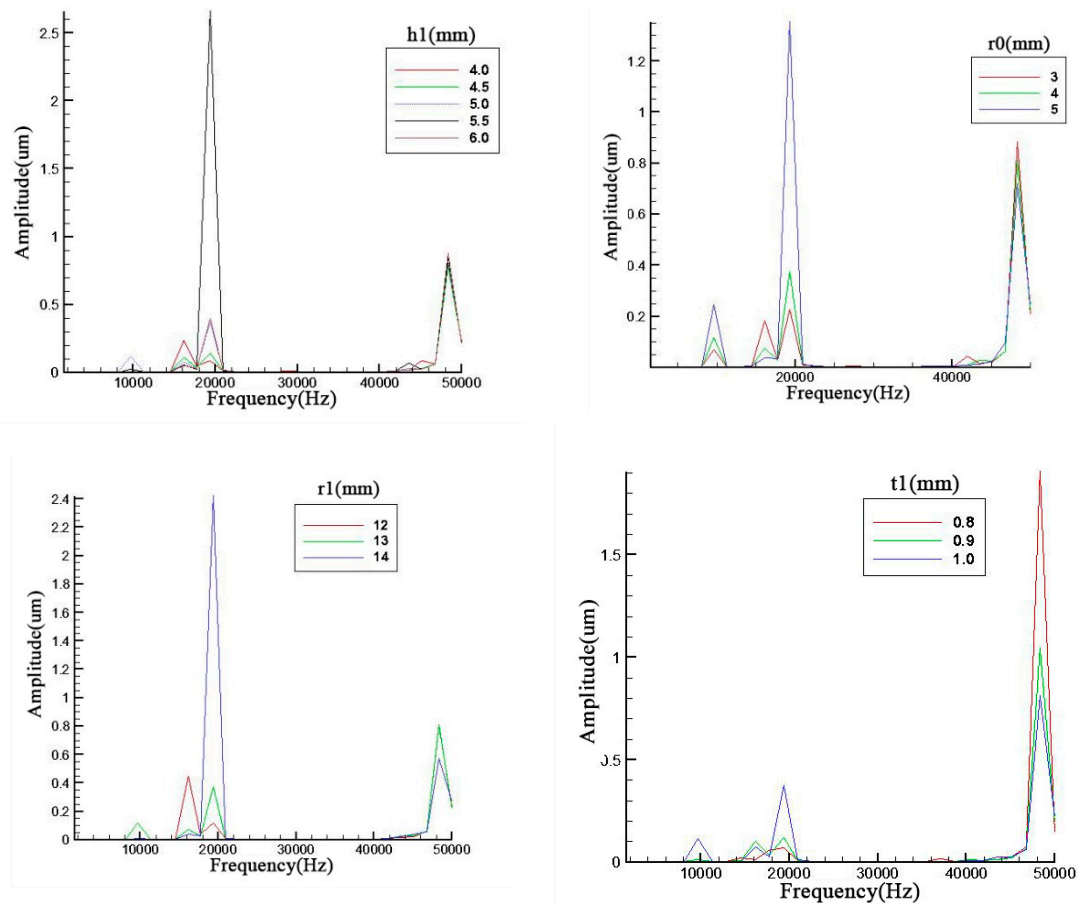 h1(mm)
4.0
4.5
5.0
5.5
6.0
2.5
2
1.5
1
0.5
0
Amplitude(um)
10000 20000 30000 40000 50000
Frequency(Hz)
r0(mm)
3
4
5
1.2
1
0.8
0.6
0.4
0.2
Amplitude(um)
20000 40000
Frequency(Hz)
r1(mm)
12
13
14
2.4
2.2
2
1.8
1.6
1.4
1.2
1
0.8
0.6
0.4
0.2
0
Amplitude(um)
10000 20000 30000 40000 50000
Frequency(Hz)
t1(mm)
0.8
0.9
1.0
1.5
1
0.5
0
Amplitude(um)
10000 20000 30000 40000 50000
Frequency(Hz)